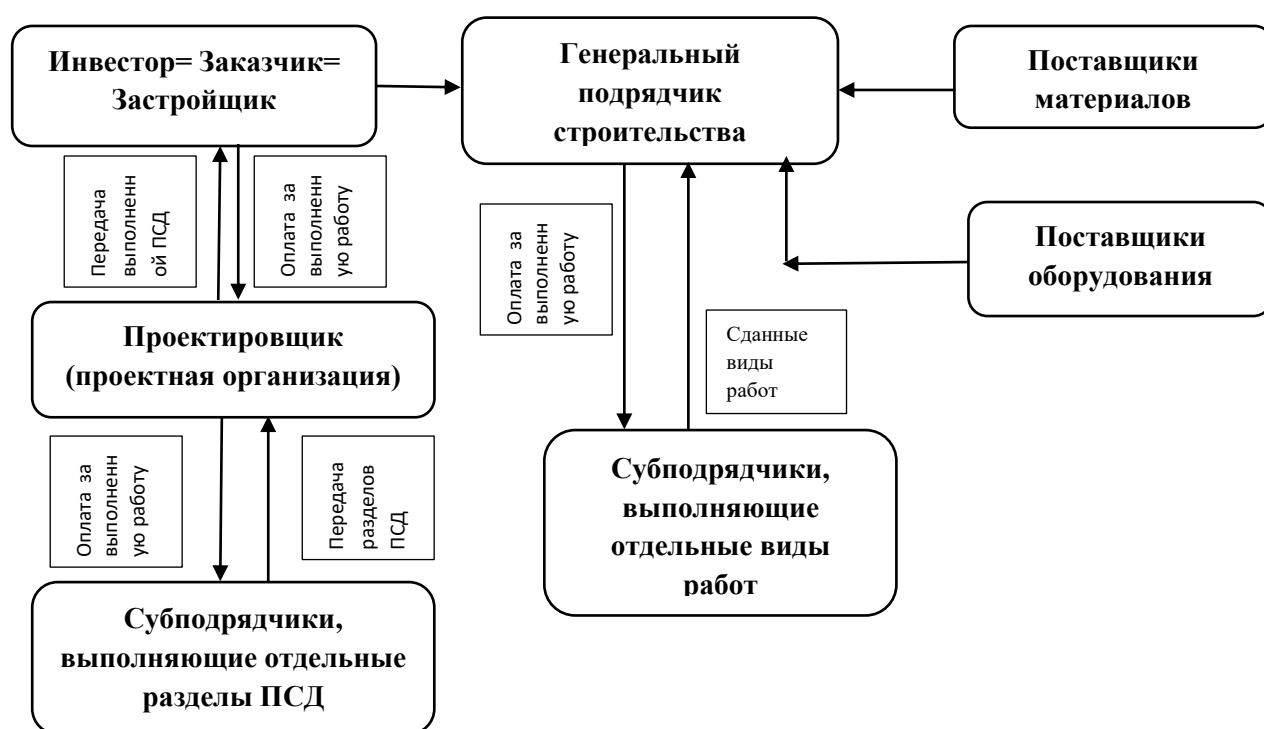 Инвестор= Заказчик=
Застройщик
Генеральный
подрядчик
строительства
Поставщики
материалов
Передача
выполненн
ой ПСД
Оплата за
выполненн
ую работу
Оплата за
выполненн
ую работу
Поставщики
оборудования
Проектировщик
(проектная организация)
Сданные
виды
работ
Оплата за
выполненн
ую работу
Передача
разделов
ПСД
Субподрядчики,
выполняющие
отдельные виды
работ
Субподрядчики,
выполняющие отдельные
разделы ПСД